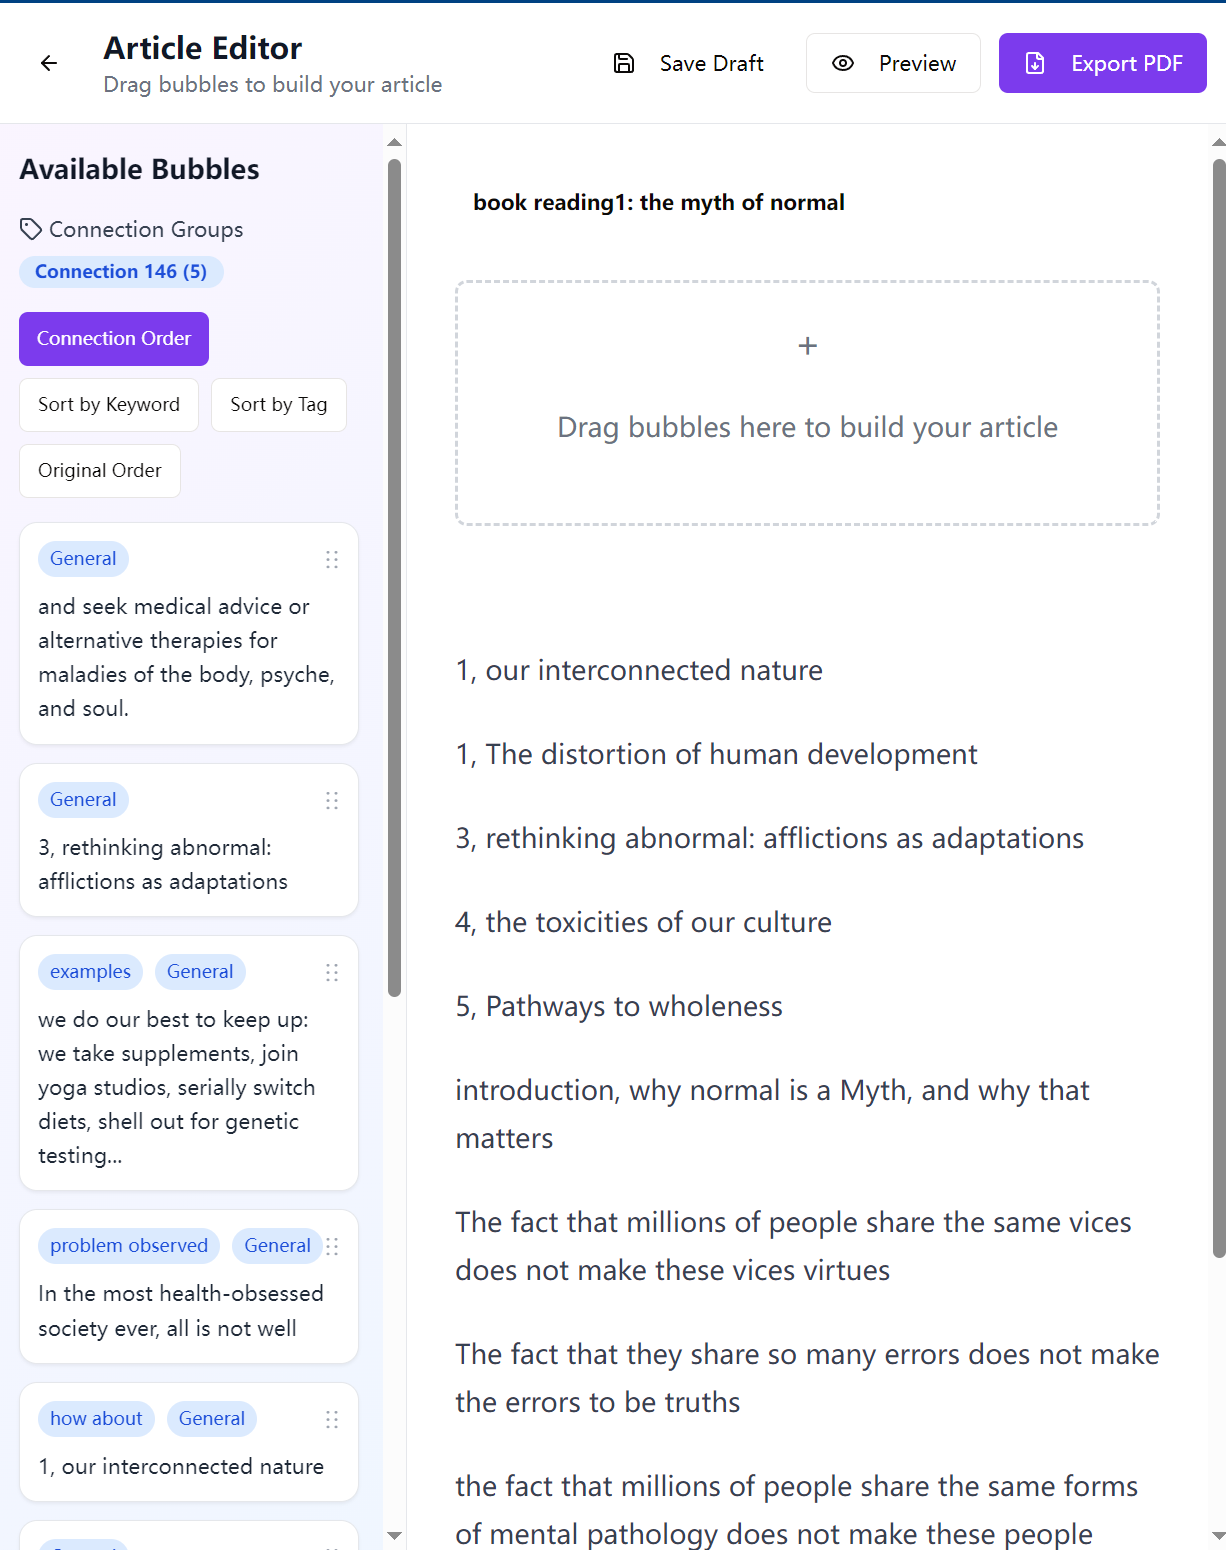 Article Editor
Drag bubbles to build your article
Save Draft
Preview
Export PDF
Available Bubbles
Connection Groups
Connection 146 (5)
Connection Order
Sort by Keyword
Sort by Tag
Original Order
General
and seek medical advice or
alternative therapies for
maladies of the body, psyche,
and soul.
General
3, rethinking abnormal:
afflictions as adaptations
examples
General
we do our best to keep up:
we take supplements, join
yoga studios, serially switch
diets, shell out for genetic
testing...
problem observed
General
In the most health-obsessed
society ever, all is not well
how about
General
1, our interconnected nature
book reading1: the myth of normal
+
Drag bubbles here to build your article
1, our interconnected nature
1, The distortion of human development
3, rethinking abnormal: afflictions as adaptations
4, the toxicities of our culture
5, Pathways to wholeness
introduction, why normal is a Myth, and why that
matters
The fact that millions of people share the same vices
does not make these vices virtues
The fact that they share so many errors does not make
the errors to be truths
the fact that millions of people share the same forms
of mental pathology does not make these people